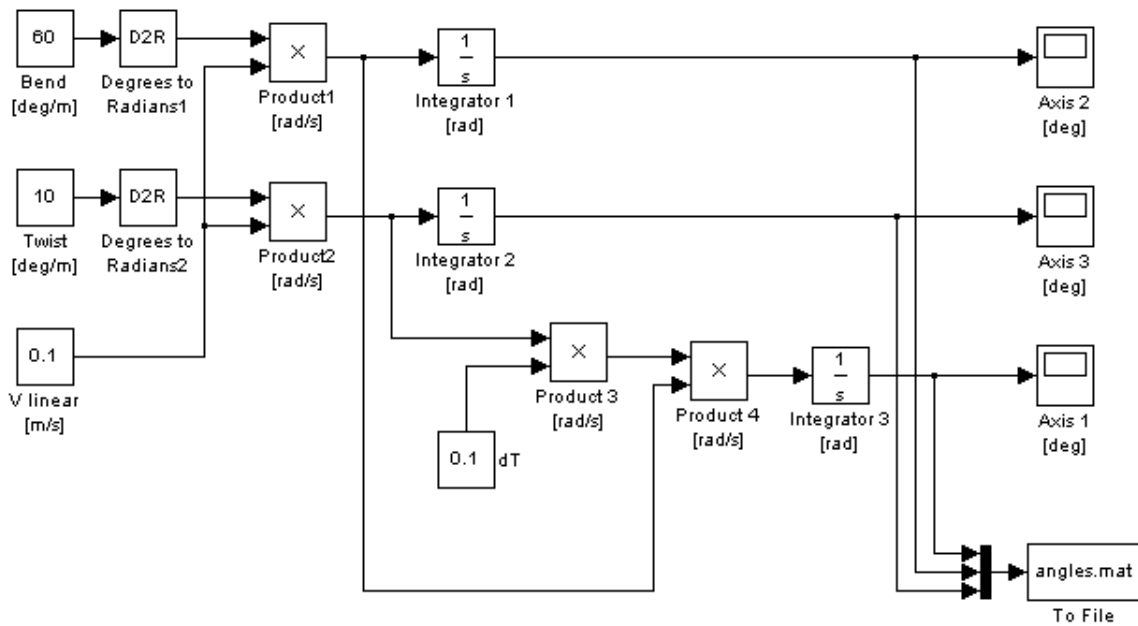 60
Bend
[deg/m]
D2R
Degrees to
Radians1
×
Product1
[rad/s]
1
s
Integrator 1
[rad]
Axis 2
[deg]
10
Twist
[deg/m]
D2R
Degrees to
Radians2
×
Product2
[rad/s]
1
s
Integrator 2
[rad]
Axis 3
[deg]
0.1
V linear
[m/s]
×
Product 3
[rad/s]
0.1
dT
×
Product 4
[rad/s]
1
s
Integrator 3
[rad]
Axis 1
[deg]
angles.mat
To File